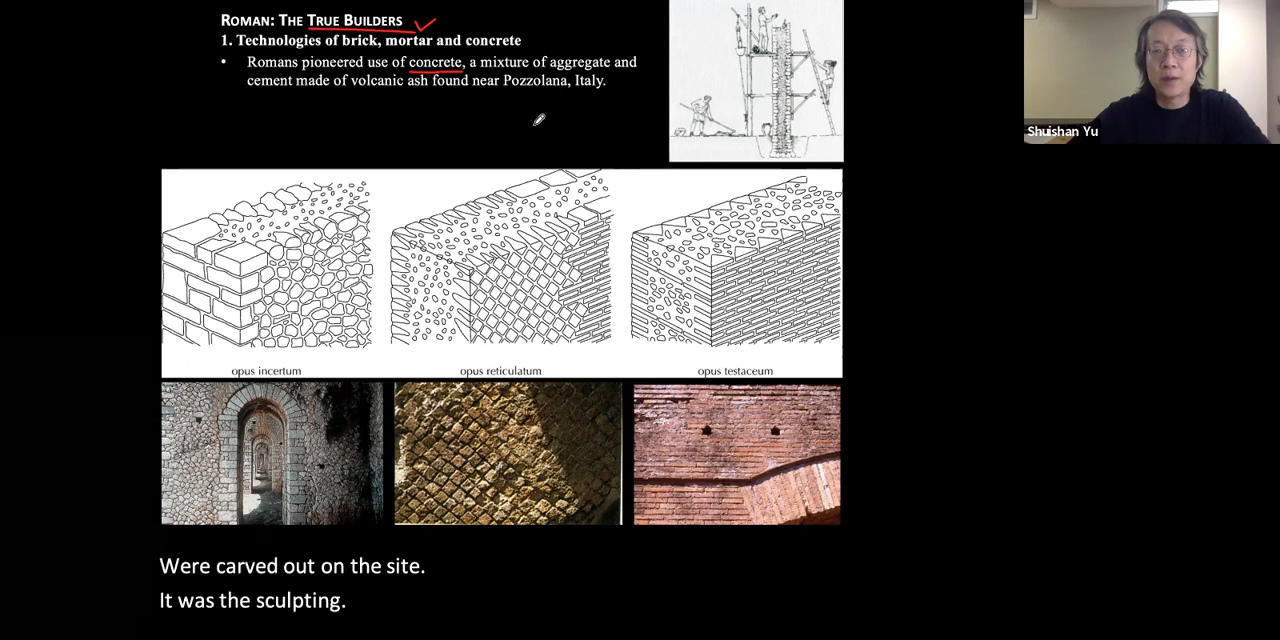 ROMAN: THE TRUE BUILDERS
1. Technologies of brick, mortar and concrete
• Romans pioneered use of concrete, a mixture of aggregate and
cement made of volcanic ash found near Pozzolana, Italy.
Shuishan Yu
opus incertum
opus reticulatum
opus testaceum
Were carved out on the site.
It was the sculpting.